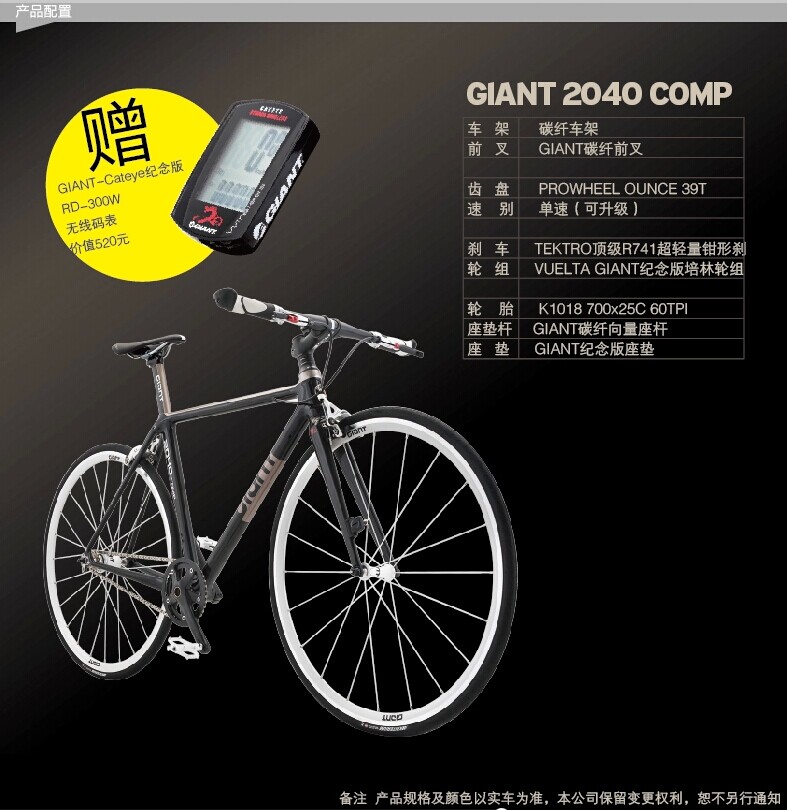 产品配置
赠
GiANT-Cateye纪念版
RD-300W
无线码表
价值520元
CATEYE
GIANT
GIANT
GIANT 2040 COMP
车 架 碳纤车架
前 叉 GIANT碳纤前叉
齿 盘 PROWHEEL OUNCE 39T
速 别 单速（可升级）
刹 车 TEKTRO顶级R741超轻量钳形刹
轮 组 VUELTA GIANT纪念版培林轮组
轮 胎 K1018 700x25C 60TPI
座垫杆 GIANT碳纤向量座杆
座 垫 GIANT纪念版座垫
GIANT
GIANT
GIANT
GIANT
备注 产品规格及颜色以实车为准，本公司保留变更权利，恕不另行通知